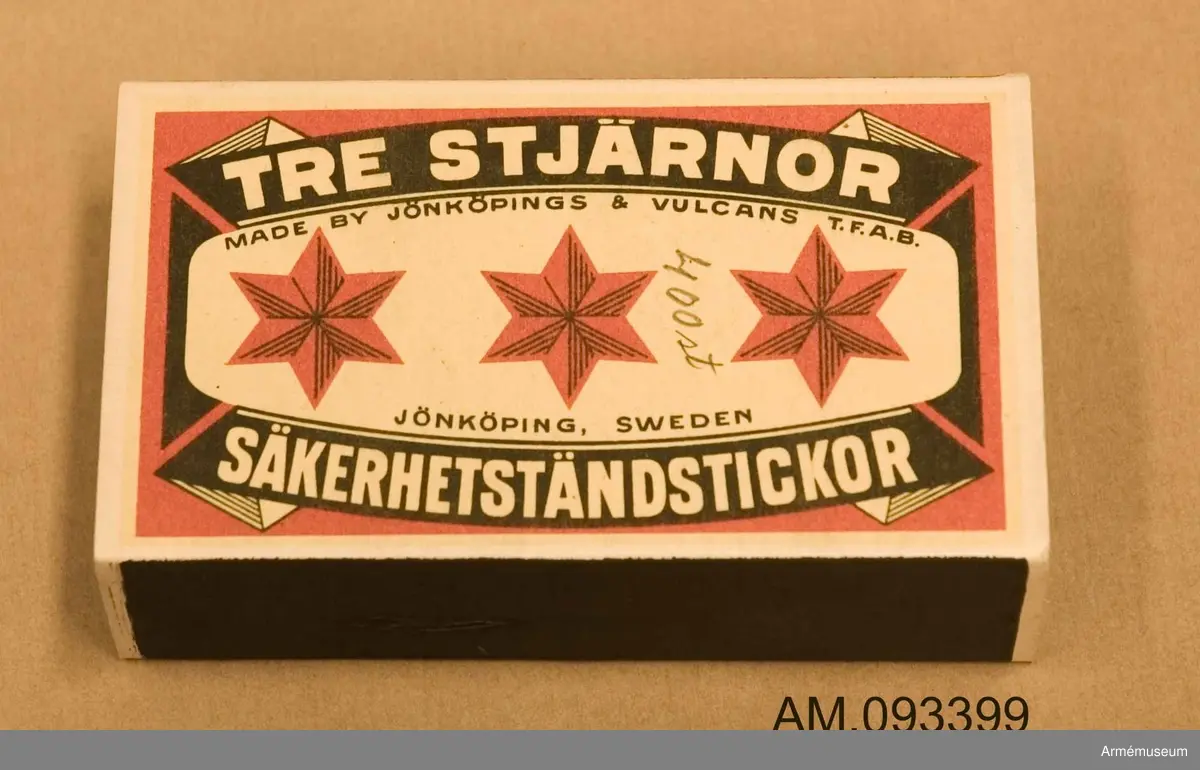 TRE STJÄRNOR
MADE BY JÖNKÖPINGS & VULCANS T.F.A.B.
JÖNKÖPING, SWEDEN
SÄKERHETSTÄNDSTICKOR
AM.093399
Armémuseum